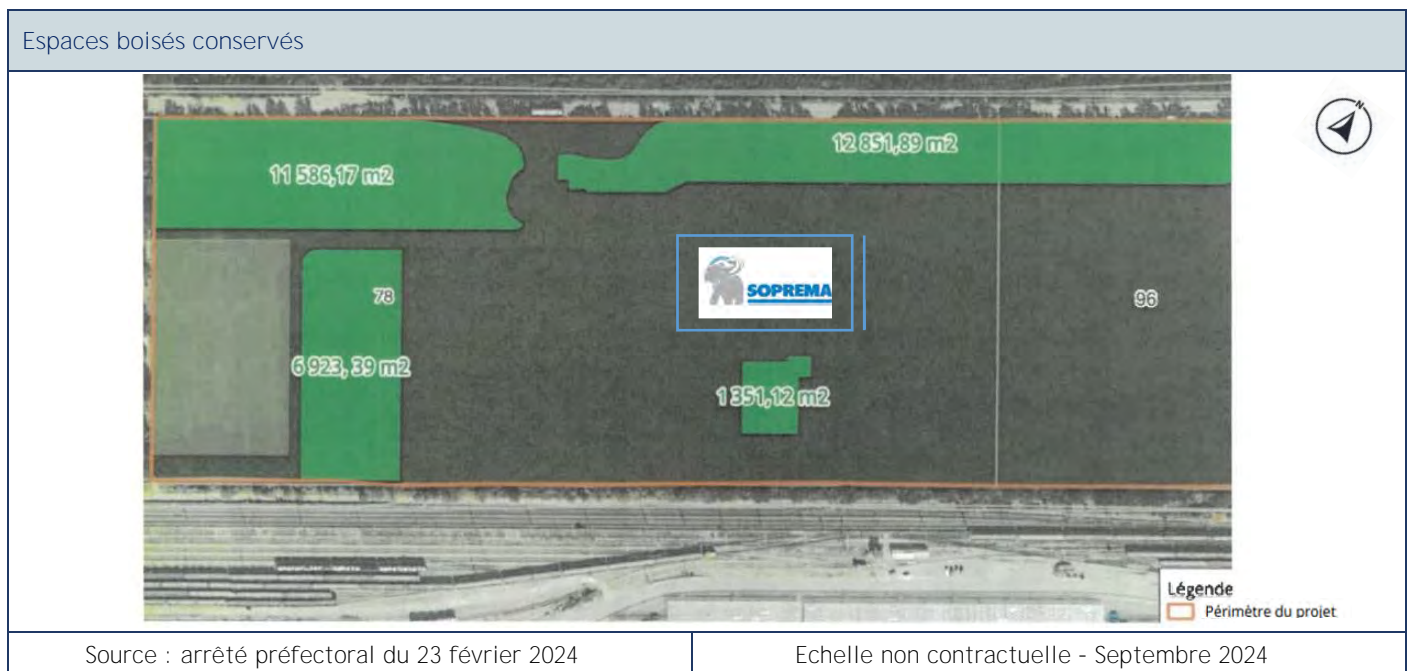 Espaces boisés conservés
N
11 586,17 m2
12 851,89 m2
SOPREMA
78
96
6 923, 39 m2
1 351,12 m2
Légende
Périmètre du projet
Source : arrêté préfectoral du 23 février 2024
Echelle non contractuelle - Septembre 2024